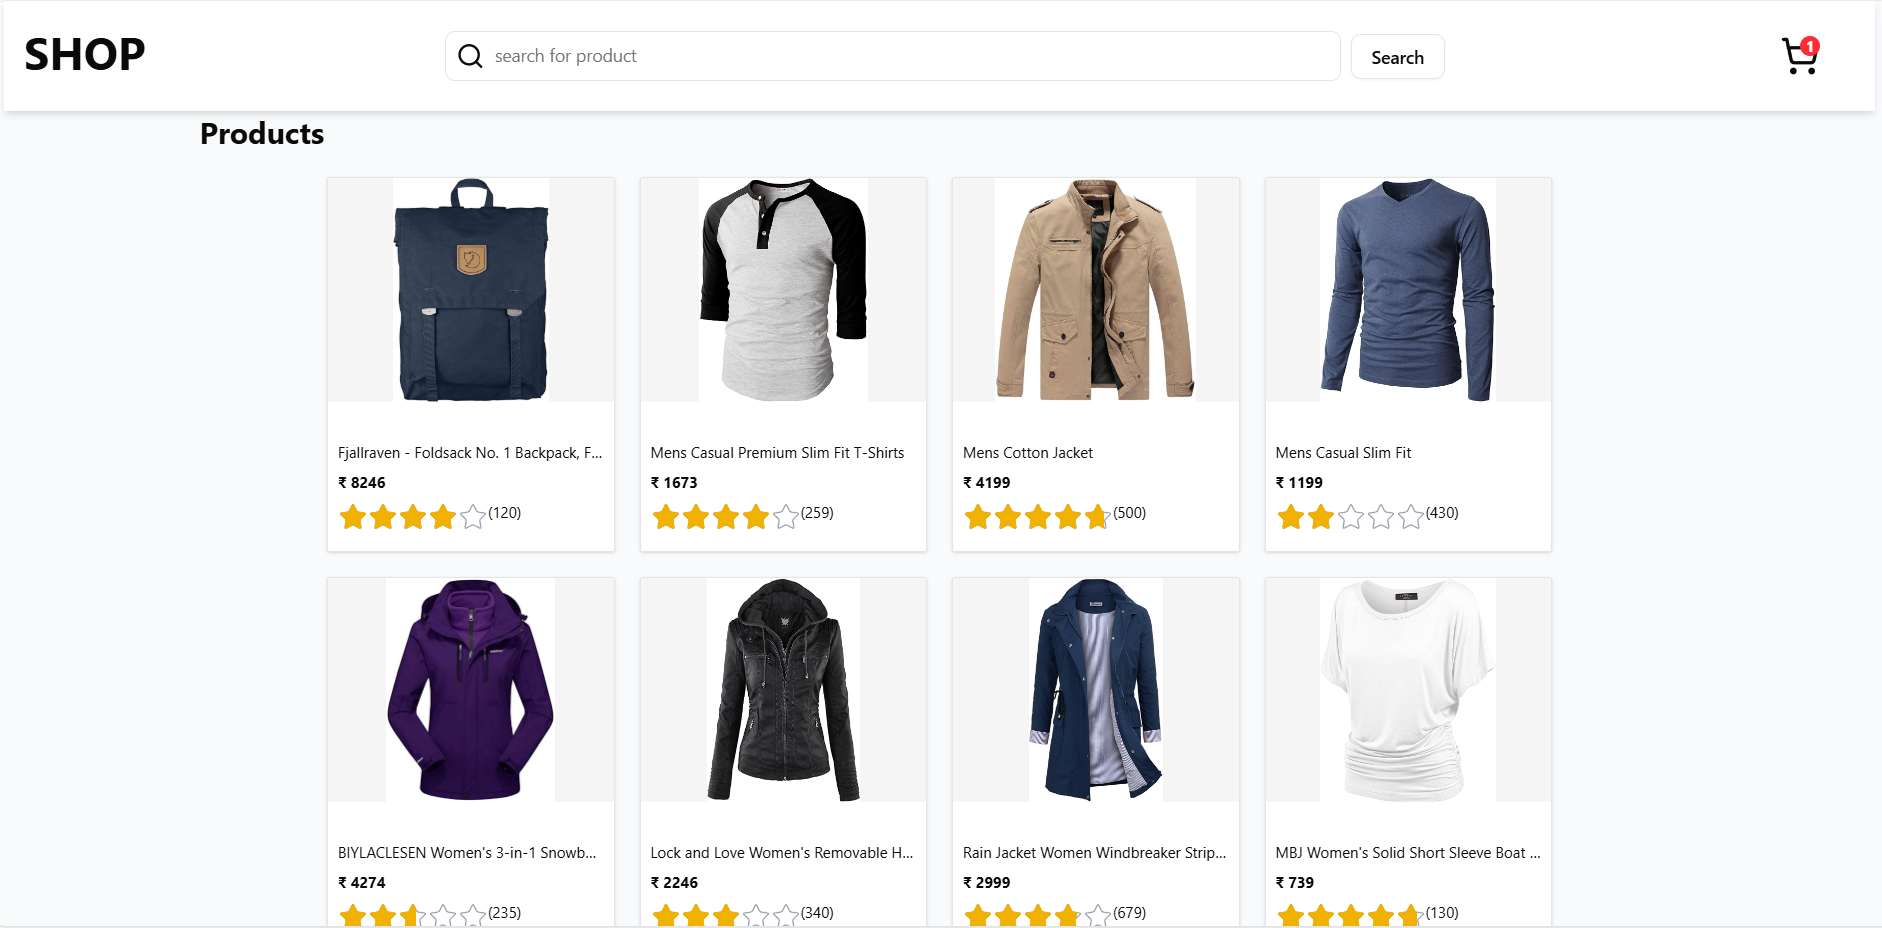 SHOP
search for product
Search
1
Products
Fjallraven - Foldsack No. 1 Backpack, F...
₹ 8246
(120)
Mens Casual Premium Slim Fit T-Shirts
₹ 1673
(259)
Mens Cotton Jacket
₹ 4199
(500)
Mens Casual Slim Fit
₹ 1199
(430)
BIYLACLESEN Women's 3-in-1 Snowb...
₹ 4274
(235)
Lock and Love Women's Removable H...
₹ 2246
(340)
Rain Jacket Women Windbreaker Strip...
₹ 2999
(679)
MBJ Women's Solid Short Sleeve Boat ...
₹ 739
(130)